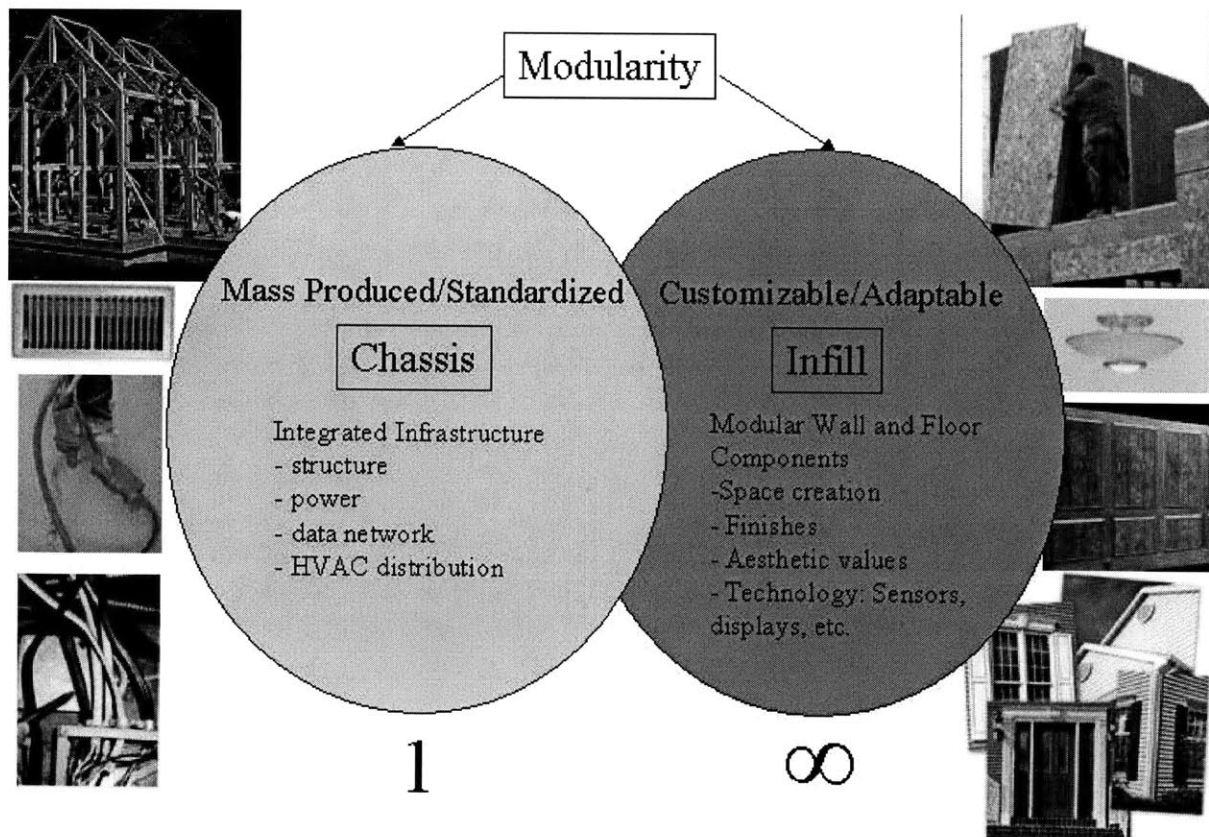 Modularity
Mass Produced/Standardized
Chassis
Integrated Infrastructure
- structure
- power
- data network
- HVAC distribution
1
Customizable/Adaptable
Infill
Modular Wall and Floor
Components
-Space creation
- Finishes
- Aesthetic values
- Technology: Sensors,
displays, etc.
∞